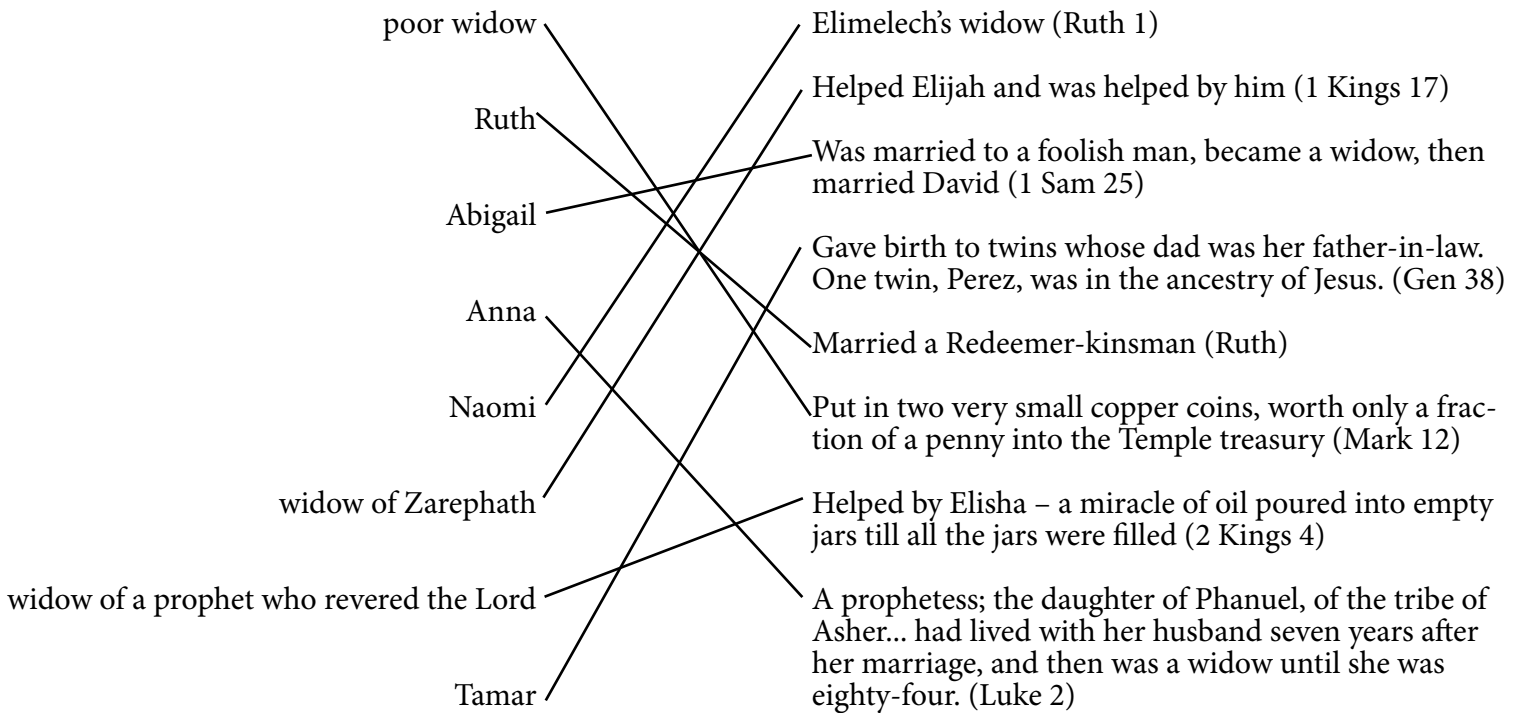 poor widow
Ruth
Abigail
Anna
Naomi
widow of Zarephath
widow of a prophet who revered the Lord
Tamar
Elimelech’s widow (Ruth 1)
Helped Elijah and was helped by him (1 Kings 17)
Was married to a foolish man, became a widow, then
married David (1 Sam 25)
Gave birth to twins whose dad was her father-in-law.
One twin, Perez, was in the ancestry of Jesus. (Gen 38)
Married a Redeemer-kinsman (Ruth)
Put in two very small copper coins, worth only a frac-
tion of a penny into the Temple treasury (Mark 12)
Helped by Elisha – a miracle of oil poured into empty
jars till all the jars were filled (2 Kings 4)
A prophetess; the daughter of Phanuel, of the tribe of
Asher... had lived with her husband seven years after
her marriage, and then was a widow until she was
eighty-four. (Luke 2)